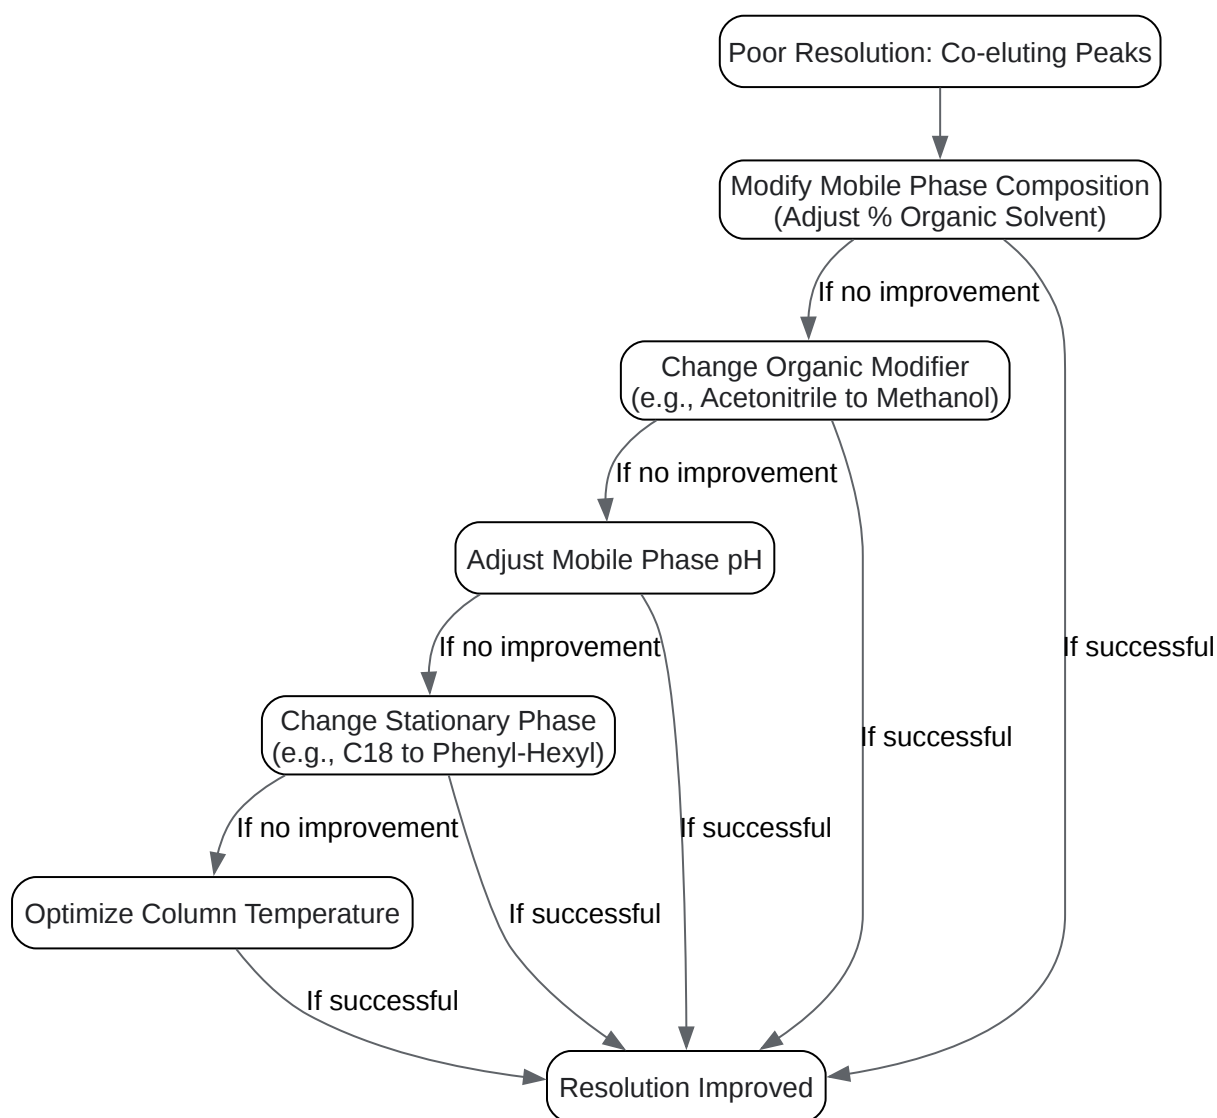 Poor Resolution: Co-eluting Peaks
Modify Mobile Phase Composition
(Adjust % Organic Solvent)
If no improvement
Change Organic Modifier
(e.g., Acetonitrile to Methanol)
If no improvement
Adjust Mobile Phase pH
If no improvement
If successful
Change Stationary Phase
(e.g., C18 to Phenyl-Hexyl)
If successful
If no improvement
If successful
Optimize Column Temperature
If successful
If successful
Resolution Improved